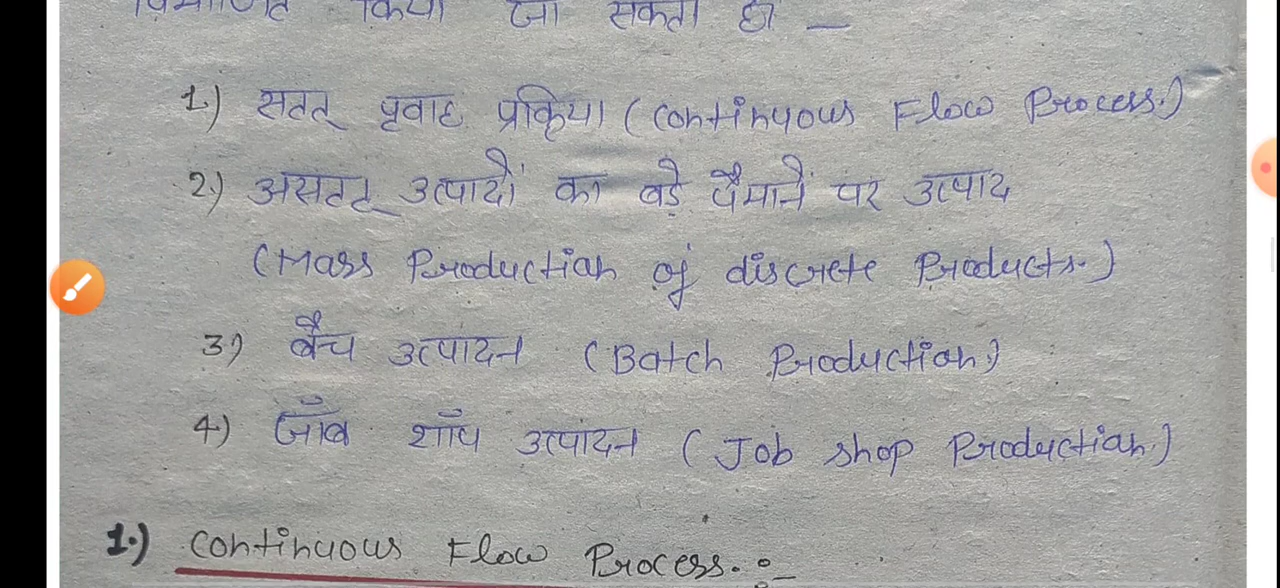 विभाजित किया जा सकता है। —
1.) सतत् प्रवाह प्रक्रिया (Continuous Flow Process.)
2.) असतत् उत्पादों का बड़े पैमानें पर उत्पाद
(Mass Production of discrete Products.)
3.) बैच उत्पादन (Batch Production.)
4.) जॉब शॉप उत्पादन (Job shop Production.)
1.) Continuous Flow Process. :-